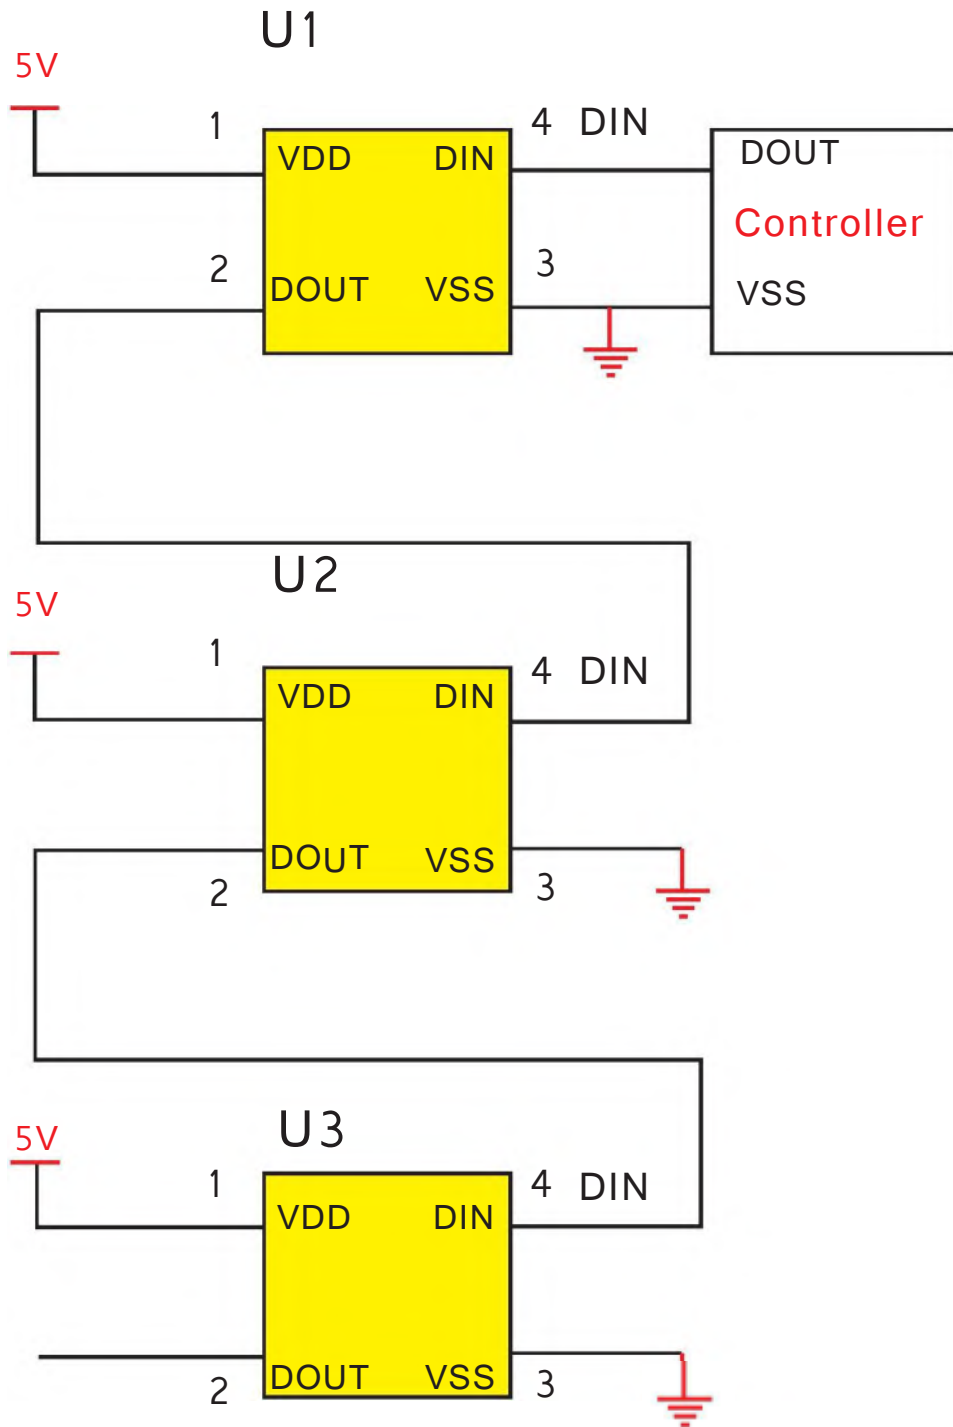 U1
5V
1
4 DIN
VDD DIN
DOUT
Controller
2
3
DOUT VSS
VSS
U2
5V
1
4 DIN
VDD DIN
DOUT VSS
2
3
U3
5V
1
4 DIN
VDD DIN
DOUT VSS
2
3